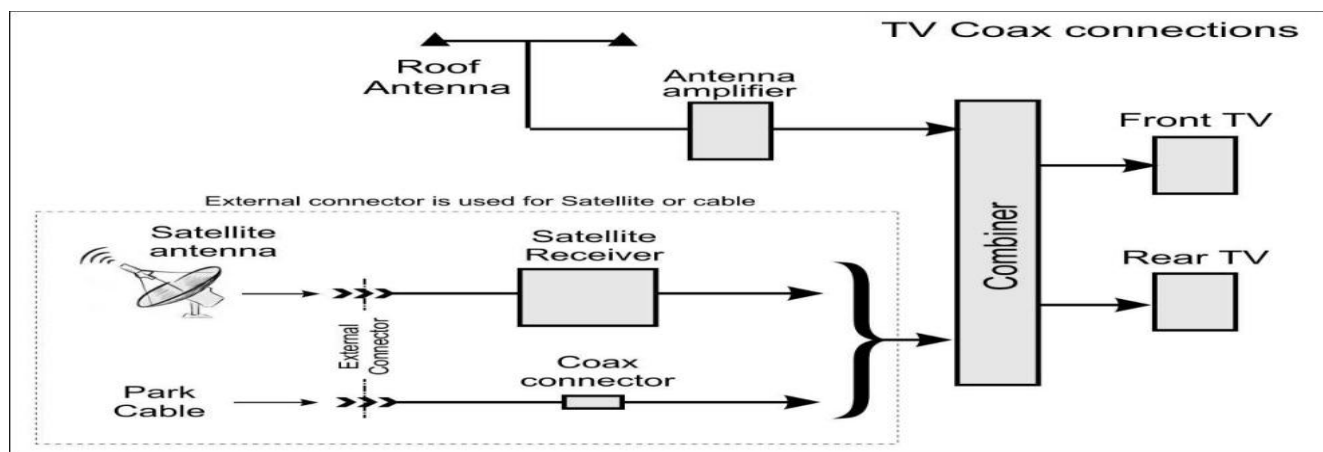 TV Coax connections
Roof
Antenna
Antenna
amplifier
Front TV
External connector is used for Satellite or cable
Satellite
antenna
Satellite
Receiver
Combiner
Rear TV
External
Connector
Coax
connector
Park
Cable